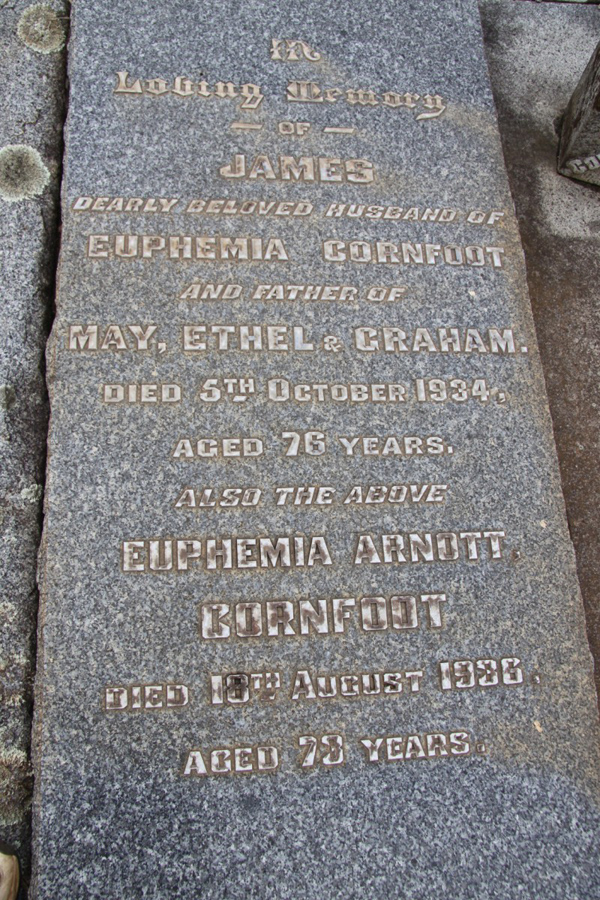 In
Loving Memory
— OF —
JAMES
DEARLY BELOVED HUSBAND OF
EUPHEMIA CORNFOOT
AND FATHER OF
MAY, ETHEL & GRAHAM.
DIED 5TH OCTOBER 1934,
AGED 76 YEARS.
ALSO THE ABOVE
EUPHEMIA ARNOTT,
CORNFOOT
DIED 18TH AUGUST 1936.
AGED 73 YEARS.